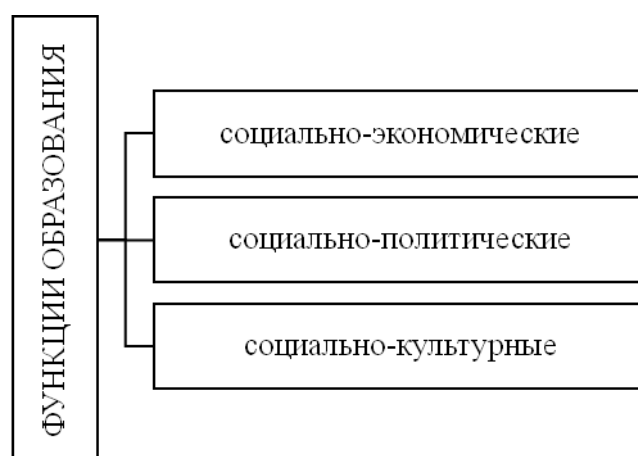 ФУНКЦИИ ОБРАЗОВАНИЯ
социально-экономические
социально-политические
социально-культурные